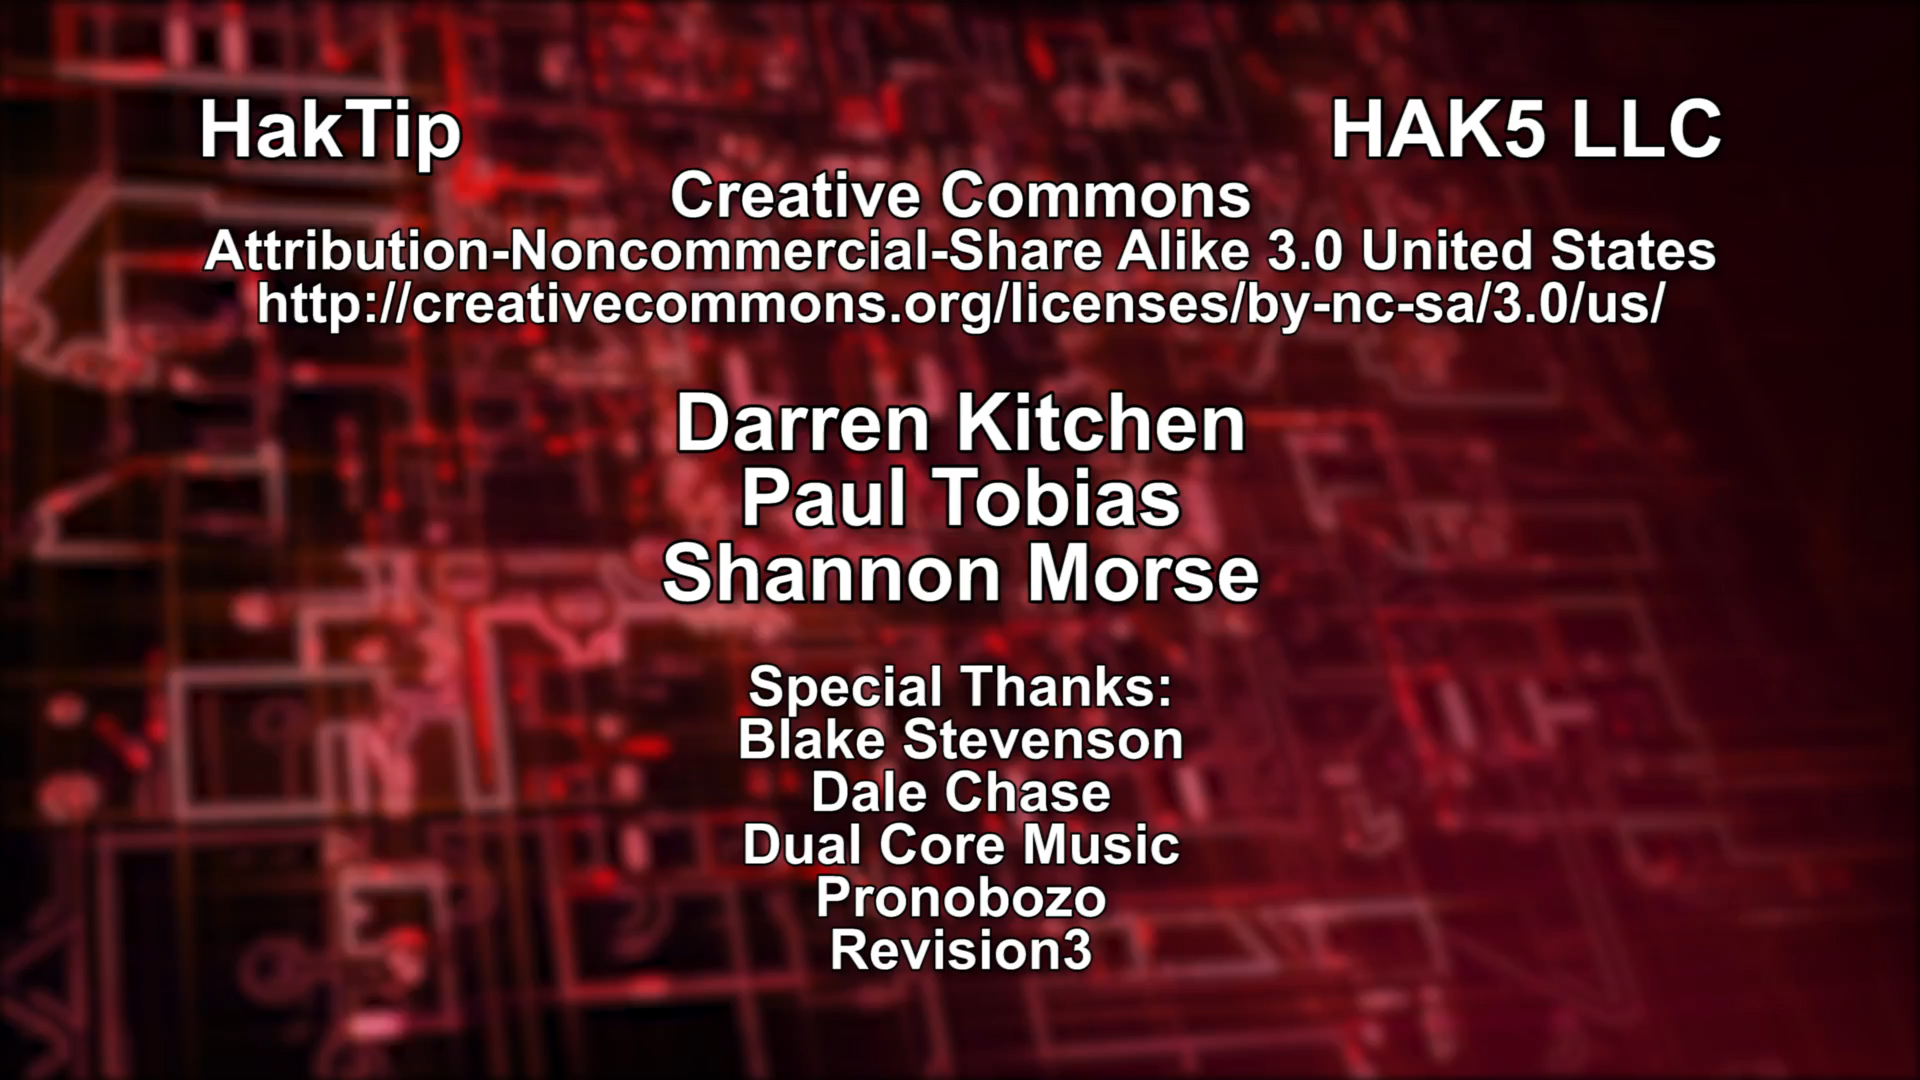 HakTip HAK5 LLC
Creative Commons
Attribution-Noncommercial-Share Alike 3.0 United States
http://creativecommons.org/licenses/by-nc-sa/3.0/us/
Darren Kitchen
Paul Tobias
Shannon Morse
Special Thanks:
Blake Stevenson
Dale Chase
Dual Core Music
Pronobozo
Revision3